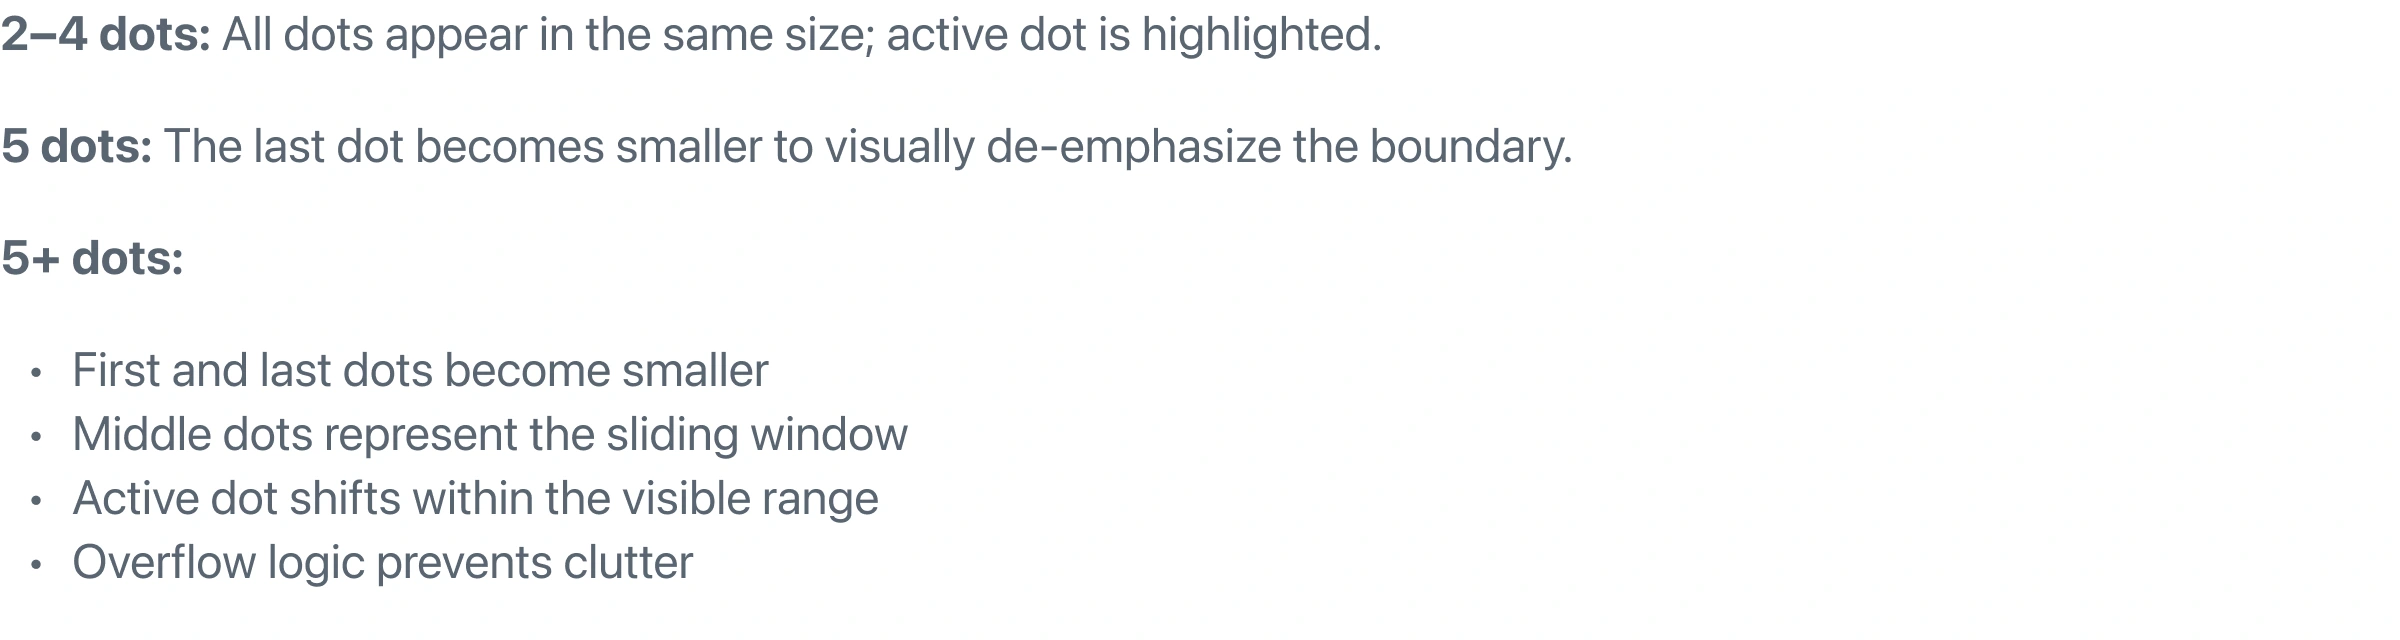 2–4 dots: All dots appear in the same size; active dot is highlighted.
5 dots: The last dot becomes smaller to visually de-emphasize the boundary.
5+ dots:
• First and last dots become smaller
• Middle dots represent the sliding window
• Active dot shifts within the visible range
• Overflow logic prevents clutter